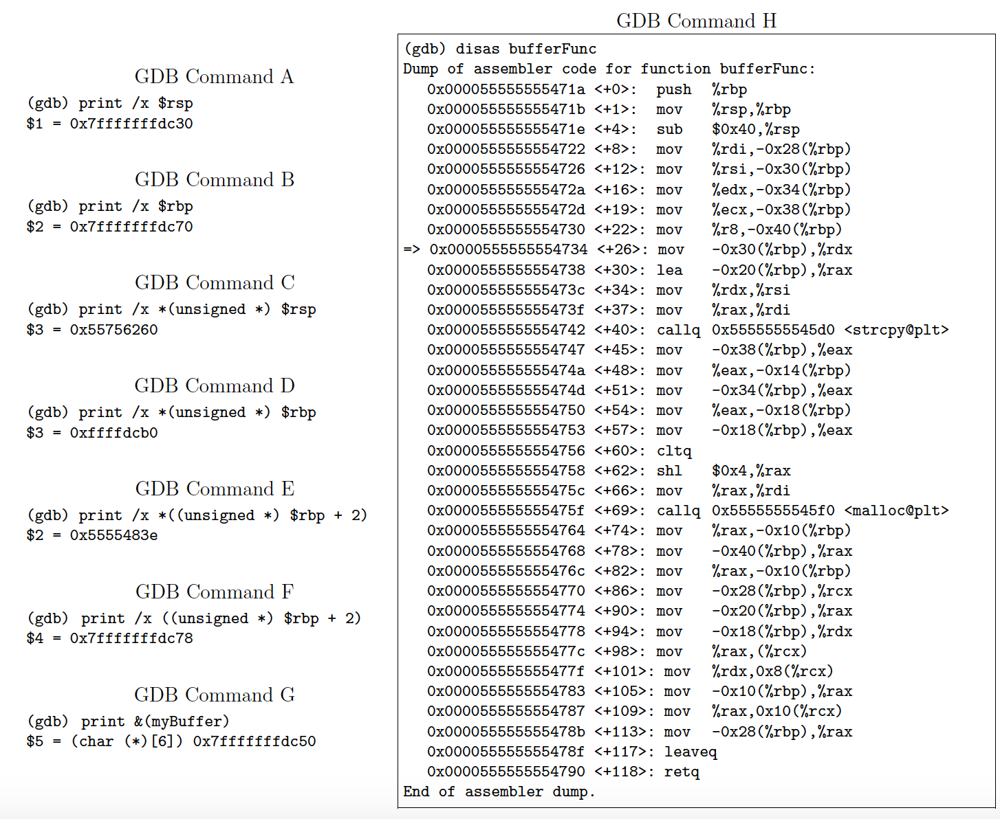 GDB Command A
(gdb) print /x $rsp
$1 = 0x7fffffffdc30
GDB Command B
(gdb) print /x $rbp
$2 = 0x7fffffffdc70
GDB Command C
(gdb) print /x *(unsigned *) $rsp
$3 = 0x55756260
GDB Command D
(gdb) print /x *(unsigned *) $rbp
$3 = 0xffffdcb0
GDB Command E
(gdb) print /x *((unsigned *) $rbp + 2)
$2 = 0x5555483e
GDB Command F
(gdb) print /x ((unsigned *) $rbp + 2)
$4 = 0x7fffffffdc78
GDB Command G
(gdb) print &(myBuffer)
$5 = (char (*)[6]) 0x7fffffffdc50
GDB Command H
(gdb) disas bufferFunc
Dump of assembler code for function bufferFunc:
0x000055555555471a <+0>: push %rbp
0x000055555555471b <+1>: mov %rsp,%rbp
0x000055555555471e <+4>: sub $0x40,%rsp
0x0000555555554722 <+8>: mov %rdi,-0x28(%rbp)
0x0000555555554726 <+12>: mov %rsi,-0x30(%rbp)
0x000055555555472a <+16>: mov %edx,-0x34(%rbp)
0x000055555555472d <+19>: mov %ecx,-0x38(%rbp)
0x0000555555554730 <+22>: mov %r8,-0x40(%rbp)
=> 0x0000555555554734 <+26>: mov -0x30(%rbp),%rdx
0x0000555555554738 <+30>: lea -0x20(%rbp),%rax
0x000055555555473c <+34>: mov %rdx,%rsi
0x000055555555473f <+37>: mov %rax,%rdi
0x0000555555554742 <+40>: callq 0x5555555545d0 <strcpy@plt>
0x0000555555554747 <+45>: mov -0x38(%rbp),%eax
0x000055555555474a <+48>: mov %eax,-0x14(%rbp)
0x000055555555474d <+51>: mov -0x34(%rbp),%eax
0x0000555555554750 <+54>: mov %eax,-0x18(%rbp)
0x0000555555554753 <+57>: mov -0x18(%rbp),%eax
0x0000555555554756 <+60>: cltq
0x0000555555554758 <+62>: shl $0x4,%rax
0x000055555555475c <+66>: mov %rax,%rdi
0x000055555555475f <+69>: callq 0x5555555545f0 <malloc@plt>
0x0000555555554764 <+74>: mov %rax,-0x10(%rbp)
0x0000555555554768 <+78>: mov -0x40(%rbp),%rax
0x000055555555476c <+82>: mov %rax,-0x10(%rbp)
0x0000555555554770 <+86>: mov -0x28(%rbp),%rcx
0x0000555555554774 <+90>: mov -0x20(%rbp),%rax
0x0000555555554778 <+94>: mov -0x18(%rbp),%rdx
0x000055555555477c <+98>: mov %rax,(%rcx)
0x000055555555477f <+101>: mov %rdx,0x8(%rcx)
0x0000555555554783 <+105>: mov -0x10(%rbp),%rax
0x0000555555554787 <+109>: mov %rax,0x10(%rcx)
0x000055555555478b <+113>: mov -0x28(%rbp),%rax
0x000055555555478f <+117>: leaveq
0x0000555555554790 <+118>: retq
End of assembler dump.